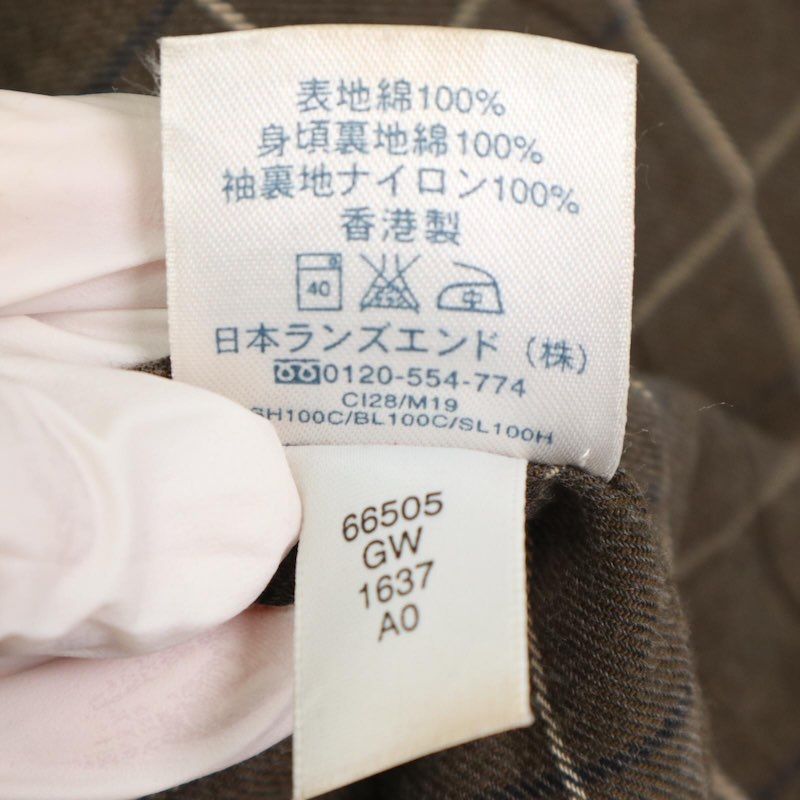 表地綿100%
身頃裏地綿100%
袖裏地ナイロン100%
香港製
40 中
日本ランズエンド（株）
0120-554-774
CI28/M19
SH100C/BL100C/SL100H
66505
GW
1637
A0